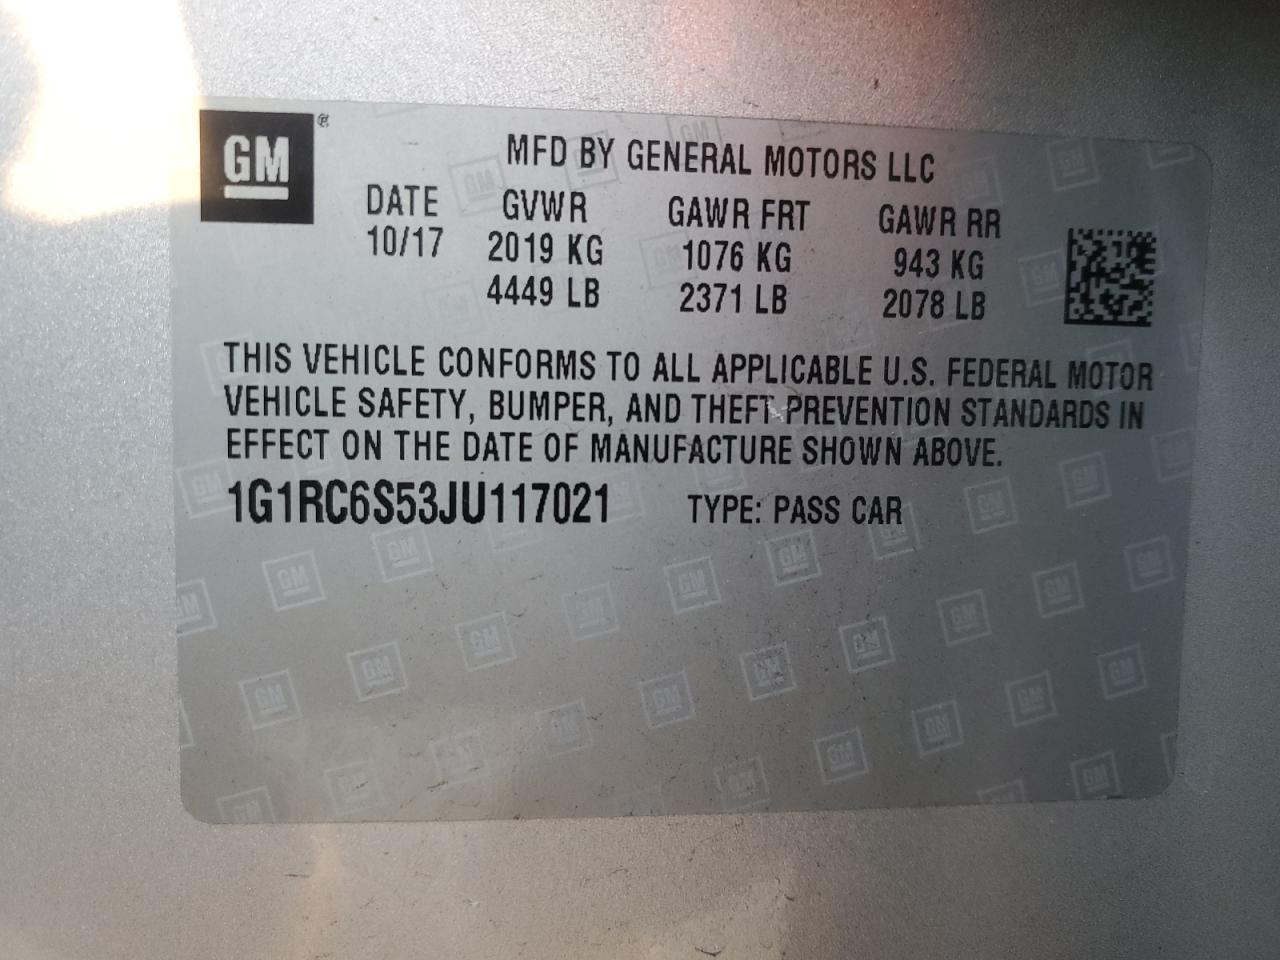 GM ®
MFD BY GENERAL MOTORS LLC
DATE GVWR GAWR FRT GAWR RR
10/17 2019 KG 1076 KG 943 KG
4449 LB 2371 LB 2078 LB
THIS VEHICLE CONFORMS TO ALL APPLICABLE U.S. FEDERAL MOTOR
VEHICLE SAFETY, BUMPER, AND THEFT PREVENTION STANDARDS IN
EFFECT ON THE DATE OF MANUFACTURE SHOWN ABOVE.
1G1RC6S53JU117021 TYPE: PASS CAR